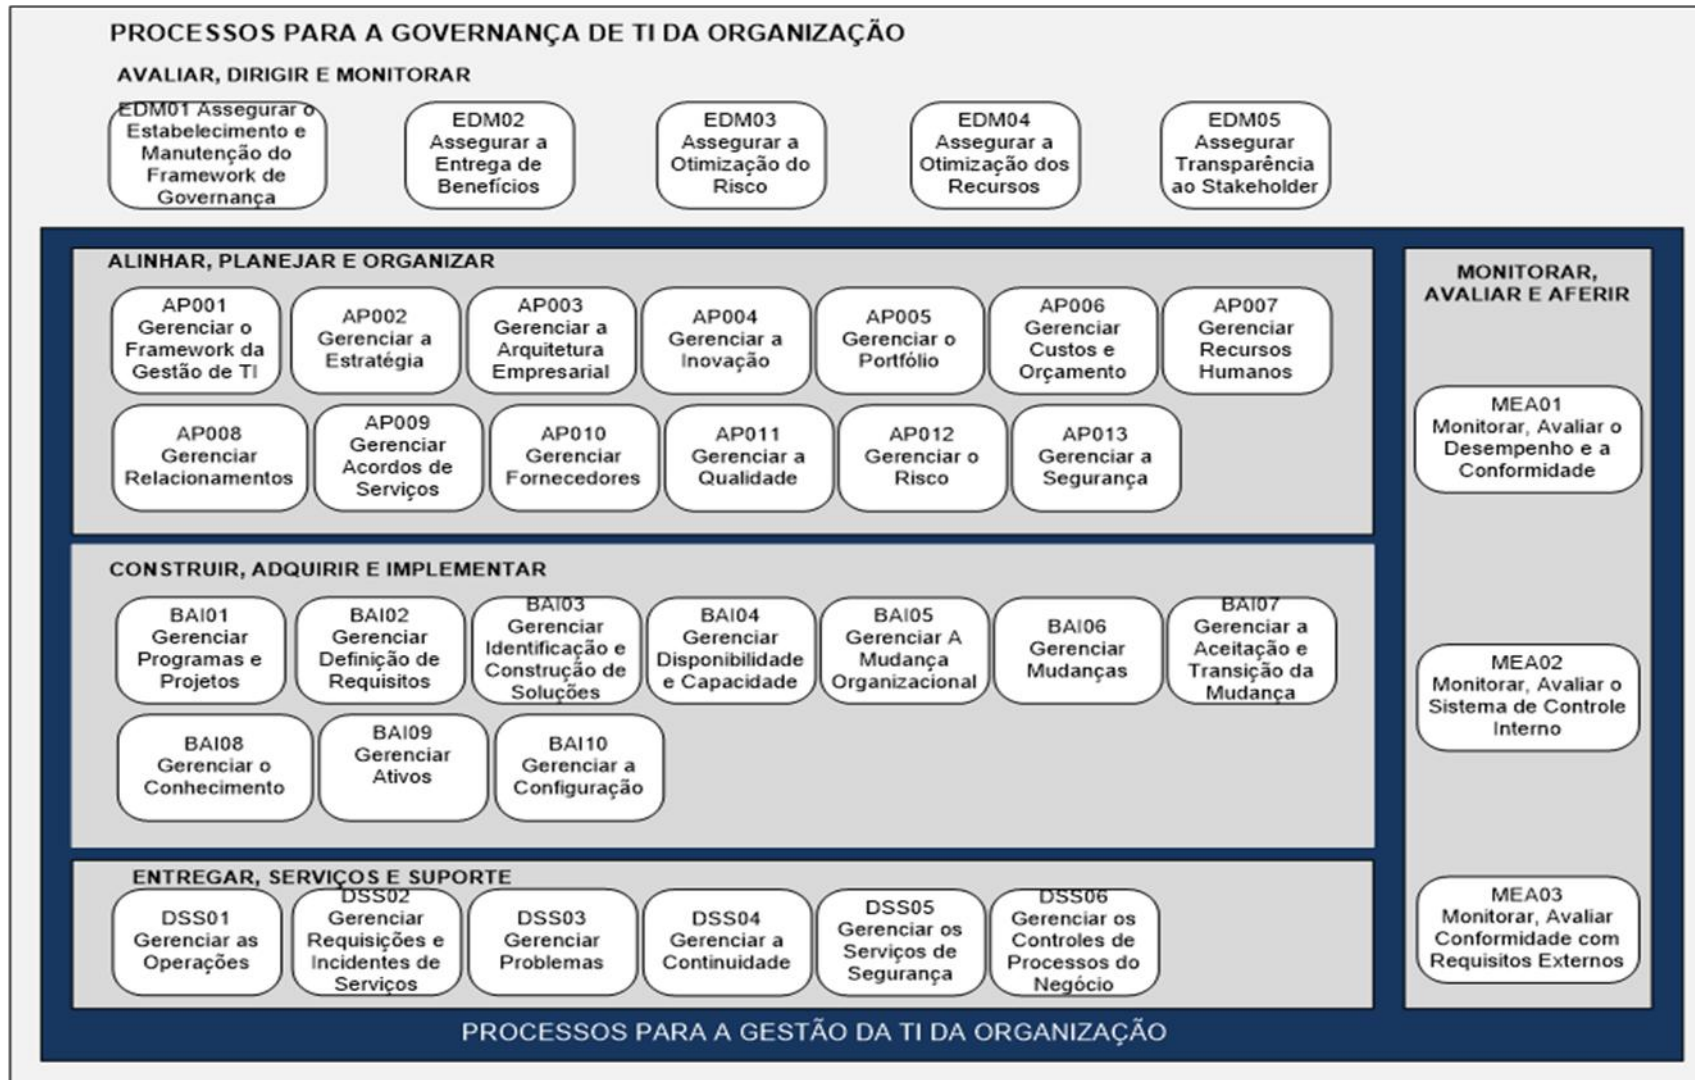 PROCESSOS PARA A GOVERNANÇA DE TI DA ORGANIZAÇÃO
AVALIAR, DIRIGIR E MONITORAR
EDM01 Assegurar o
Estabelecimento e
Manutenção do
Framework de
Governança
EDM02
Assegurar a
Entrega de
Benefícios
EDM03
Assegurar a
Otimização do
Risco
EDM04
Assegurar a
Otimização dos
Recursos
EDM05
Assegurar
Transparência
ao Stakeholder
ALINHAR, PLANEJAR E ORGANIZAR
AP001
Gerenciar o
Framework da
Gestão de TI
AP002
Gerenciar a
Estratégia
AP003
Gerenciar a
Arquitetura
Empresarial
AP004
Gerenciar a
Inovação
AP005
Gerenciar o
Portfólio
AP006
Gerenciar
Custos e
Orçamento
AP007
Gerenciar
Recursos
Humanos
AP008
Gerenciar
Relacionamentos
AP009
Gerenciar
Acordos de
Serviços
AP010
Gerenciar
Fornecedores
AP011
Gerenciar a
Qualidade
AP012
Gerenciar o
Risco
AP013
Gerenciar a
Segurança
CONSTRUIR, ADQUIRIR E IMPLEMENTAR
BAI01
Gerenciar
Programas e
Projetos
BAI02
Gerenciar
Definição de
Requisitos
BAI03
Gerenciar
Identificação e
Construção de
Soluções
BAI04
Gerenciar
Disponibilidade
e Capacidade
BAI05
Gerenciar A
Mudança
Organizacional
BAI06
Gerenciar
Mudanças
BAI07
Gerenciar a
Aceitação e
Transição da
Mudança
BAI08
Gerenciar o
Conhecimento
BAI09
Gerenciar
Ativos
BAI10
Gerenciar a
Configuração
ENTREGAR, SERVIÇOS E SUPORTE
DSS01
Gerenciar as
Operações
DSS02
Gerenciar
Requisições e
Incidentes de
Serviços
DSS03
Gerenciar
Problemas
DSS04
Gerenciar a
Continuidade
DSS05
Gerenciar os
Serviços de
Segurança
DSS06
Gerenciar os
Controles de
Processos do
Negócio
MONITORAR,
AVALIAR E AFERIR
MEA01
Monitorar, Avaliar o
Desempenho e a
Conformidade
MEA02
Monitorar, Avaliar o
Sistema de Controle
Interno
MEA03
Monitorar, Avaliar
Conformidade com
Requisitos Externos
PROCESSOS PARA A GESTÃO DA TI DA ORGANIZAÇÃO